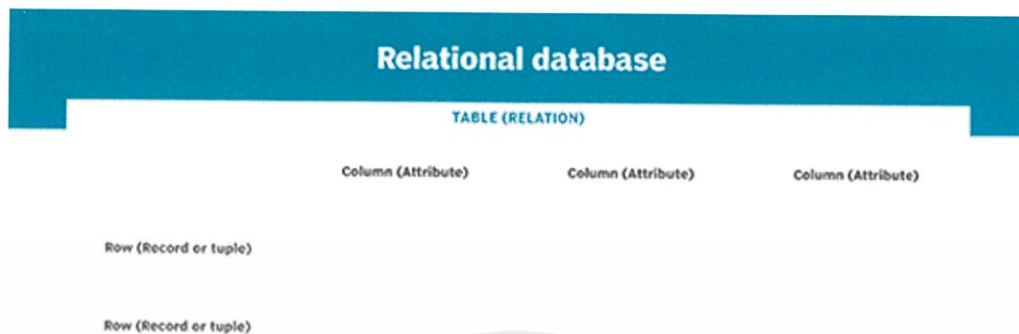 Relational database
TABLE (RELATION)
Column (Attribute) Column (Attribute) Column (Attribute)
Row (Record or tuple)
Row (Record or tuple)